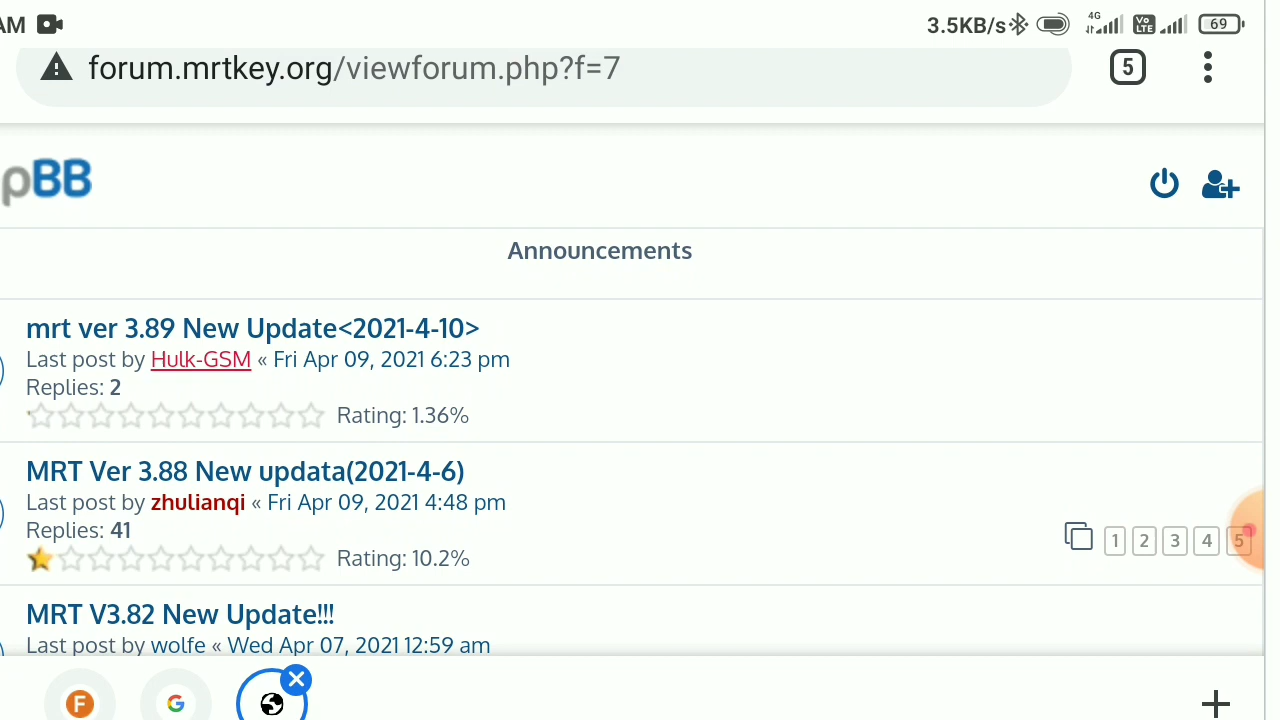 AM 3.5KB/s 4G Vo LTE 69
forum.mrtkey.org/viewforum.php?f=7 5
pBB
Announcements
mrt ver 3.89 New Update<2021-4-10>
Last post by Hulk-GSM « Fri Apr 09, 2021 6:23 pm
Replies: 2
Rating: 1.36%
MRT Ver 3.88 New updata(2021-4-6)
Last post by zhulianqi « Fri Apr 09, 2021 4:48 pm
Replies: 41
1 2 3 4 5
Rating: 10.2%
MRT V3.82 New Update!!!
Last post by wolfe « Wed Apr 07, 2021 12:59 am
F G